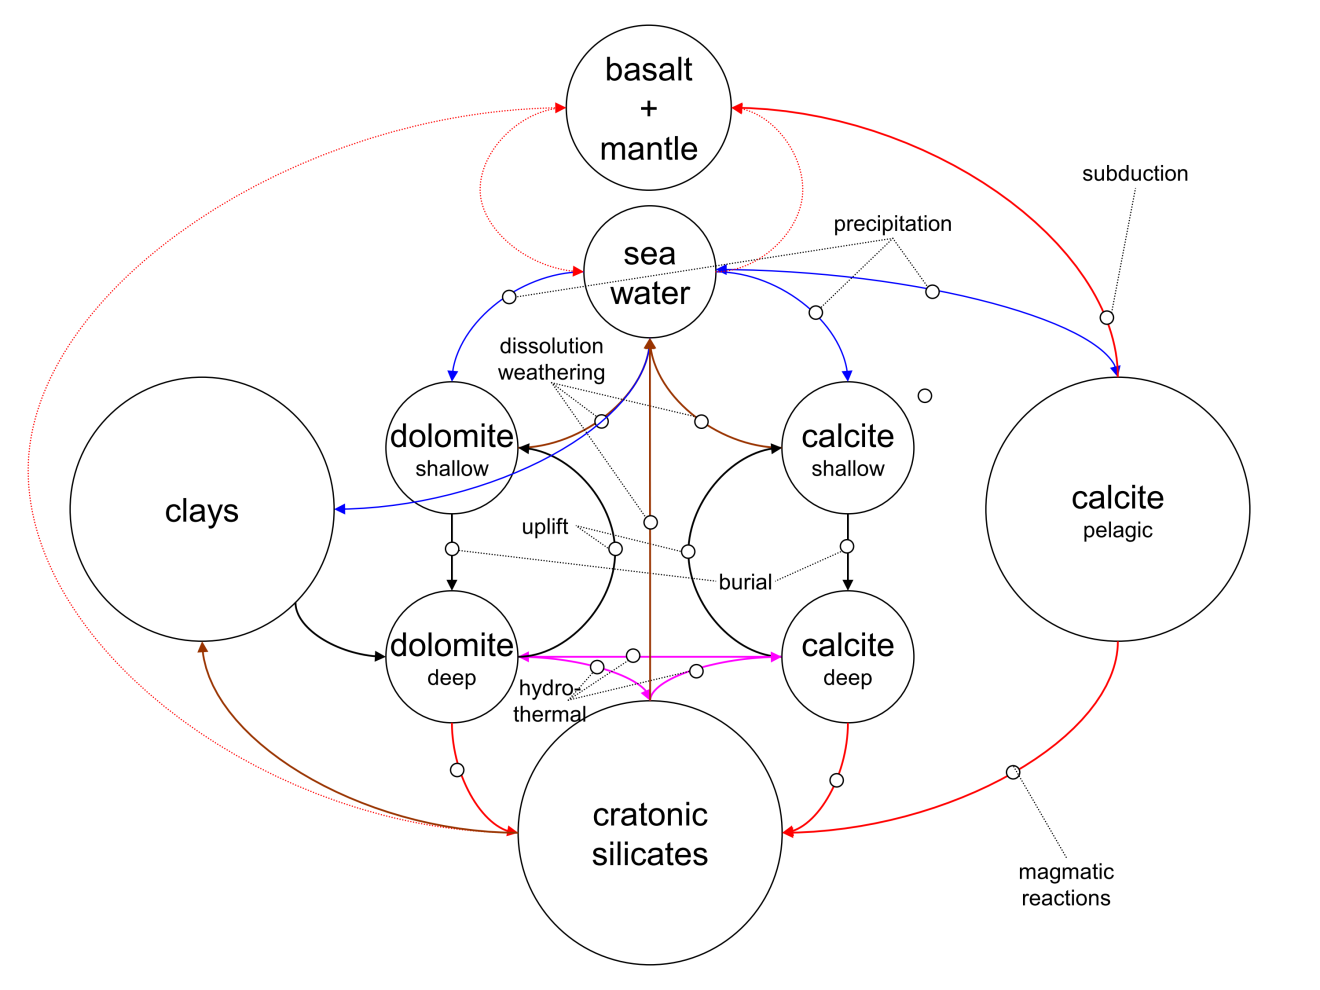 basalt
+
mantle
subduction
precipitation
sea
water
dissolution
weathering
dolomite
shallow
calcite
shallow
clays
calcite
pelagic
uplift
burial
dolomite
deep
calcite
deep
hydro-
thermal
cratonic
silicates
magmatic
reactions